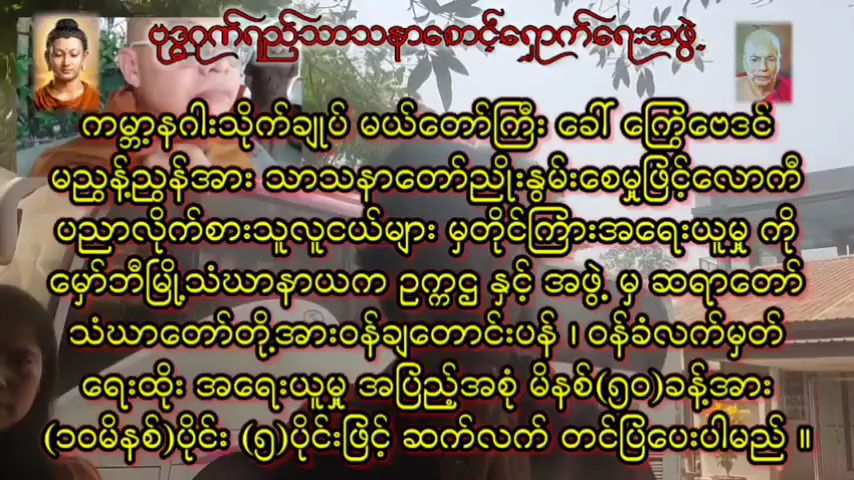 ဗုဒ္ဓဂုဏ်ရည်သာသနာစောင့်ရှောက်ရေးအဖွဲ့
ကမ္ဘာ့နဂါးသိုက်ချုပ် မယ်တော်ကြီး ခေါ် ကြွေဗေဒင်
မညွှန့်ညွှန်အား သာသနာတော်ညှိုးနွမ်းစေမှုဖြင့်လောကီ
ပညာလိုက်စားသူလူငယ်များ မှတိုင်ကြားအရေးယူမှု ကို
မှော်ဘီမြို့သံဃာနာယက ဥက္ကဌ နှင့် အဖွဲ့ မှ ဆရာတော်
သံဃာတော်တို့အားဝန်ချတောင်းပန် ၊ ဝန်ခံလက်မှတ်
ရေးထိုး အရေးယူမှု အပြည့်အစုံ မိနစ်(၅၀)ခန့်အား
(၁၀မိနစ်)ပိုင်း (၅)ပိုင်းဖြင့် ဆက်လက် တင်ပြပေးပါမည် ။